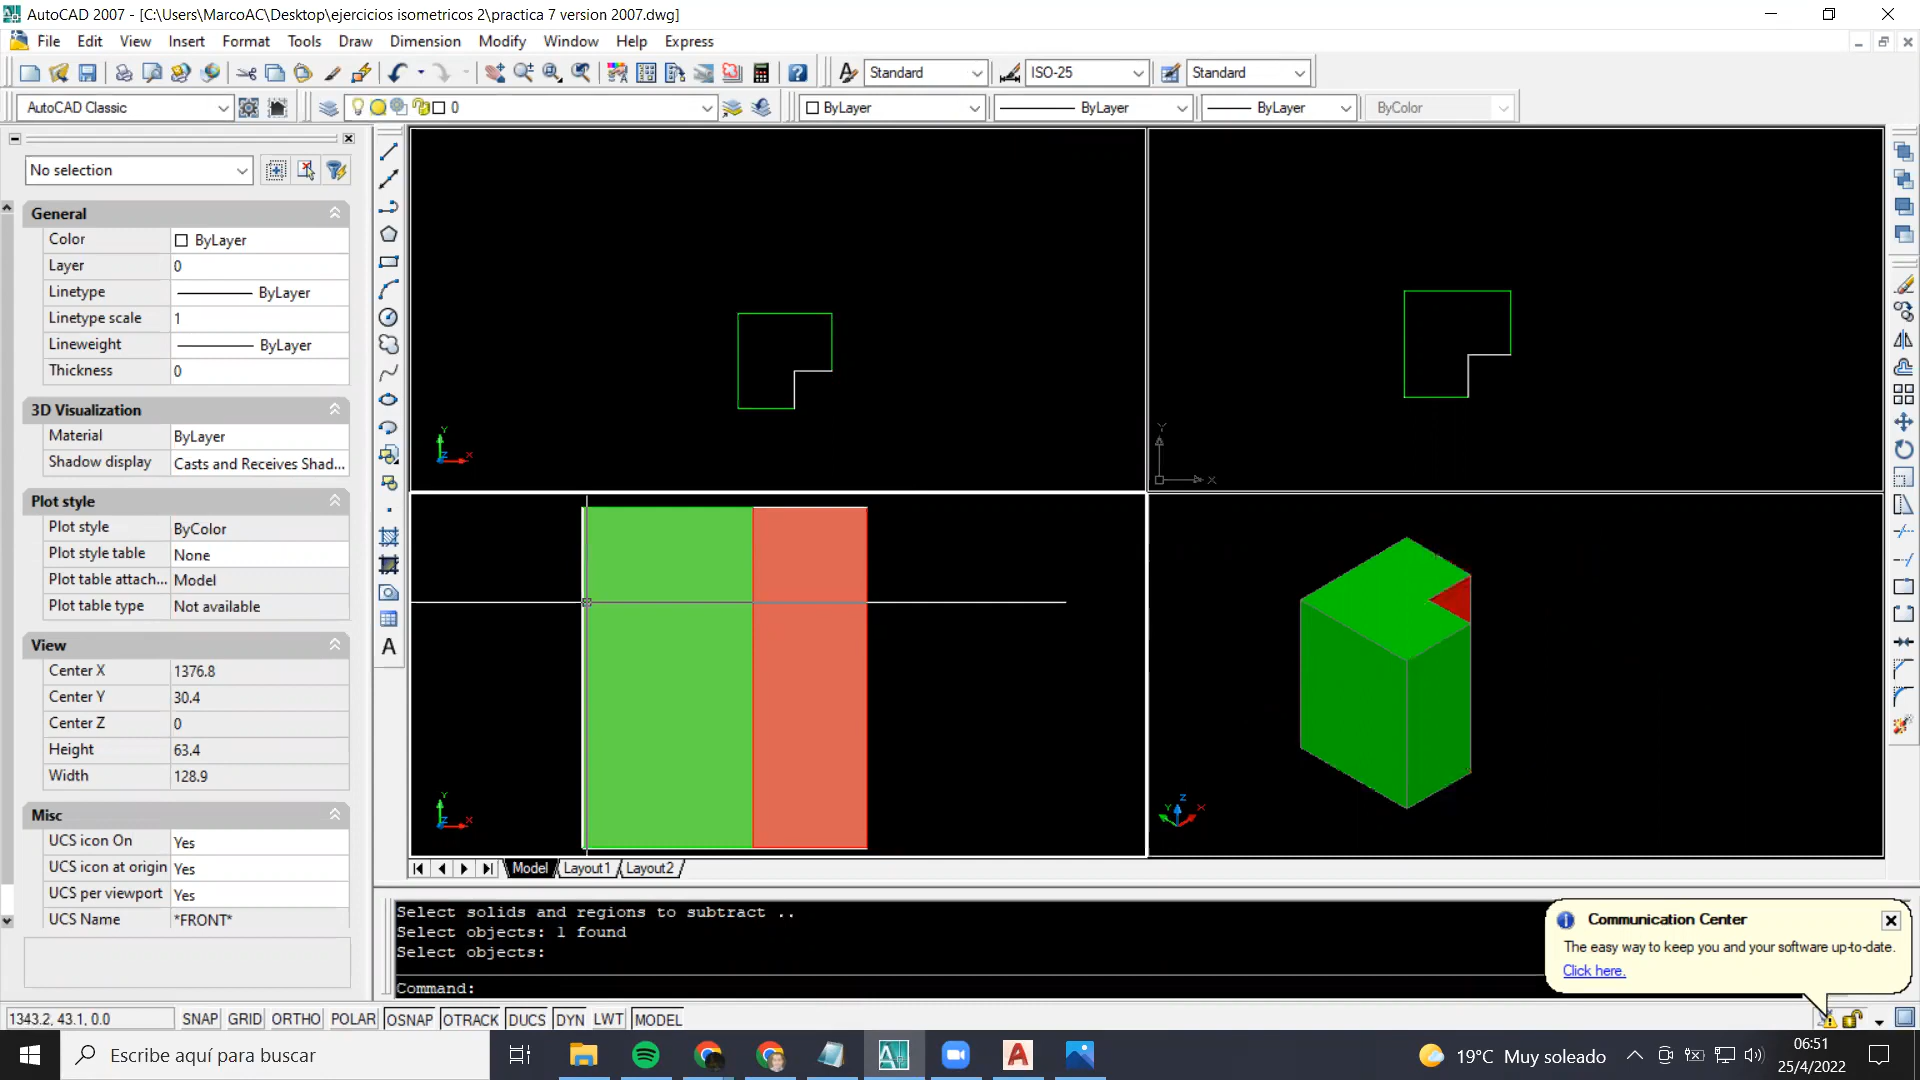 AutoCAD 2007 - [C:\Users\MarcoAC\Desktop\ejercicios isometricos 2\practica 7 version 2007.dwg]
File Edit View Insert Format Tools Draw Dimension Modify Window Help Express
Standard ISO-25 Standard
AutoCAD Classic 0 ByLayer ByLayer ByLayer ByColor
No selection
General
Color ByLayer
Layer 0
Linetype ByLayer
Linetype scale 1
Lineweight ByLayer
Thickness 0
3D Visualization
Material ByLayer
Shadow display Casts and Receives Shad...
Plot style
Plot style ByColor
Plot style table None
Plot table attach... Model
Plot table type Not available
View
Center X 1376.8
Center Y 30.4
Center Z 0
Height 63.4
Width 128.9
Misc
UCS icon On Yes
UCS icon at origin Yes
UCS per viewport Yes
UCS Name *FRONT*
A
Y
Z X
Y
X
Y
Z X
Z
Y X
Model Layout1 Layout2
Select solids and regions to subtract ..
Select objects: 1 found
Select objects:
Command:
Communication Center
The easy way to keep you and your software up-to-date.
Click here.
1343.2, 43.1, 0.0 SNAP GRID ORTHO POLAR OSNAP OTRACK DUCS DYN LWT MODEL
Escribe aquí para buscar
19°C Muy soleado
06:51
25/4/2022